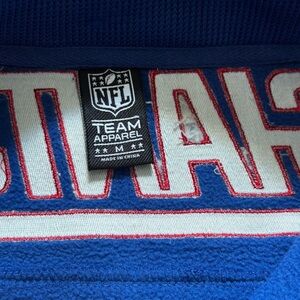 NFL
TEAM
APPAREL
★★ M ★★
MADE IN CHINA